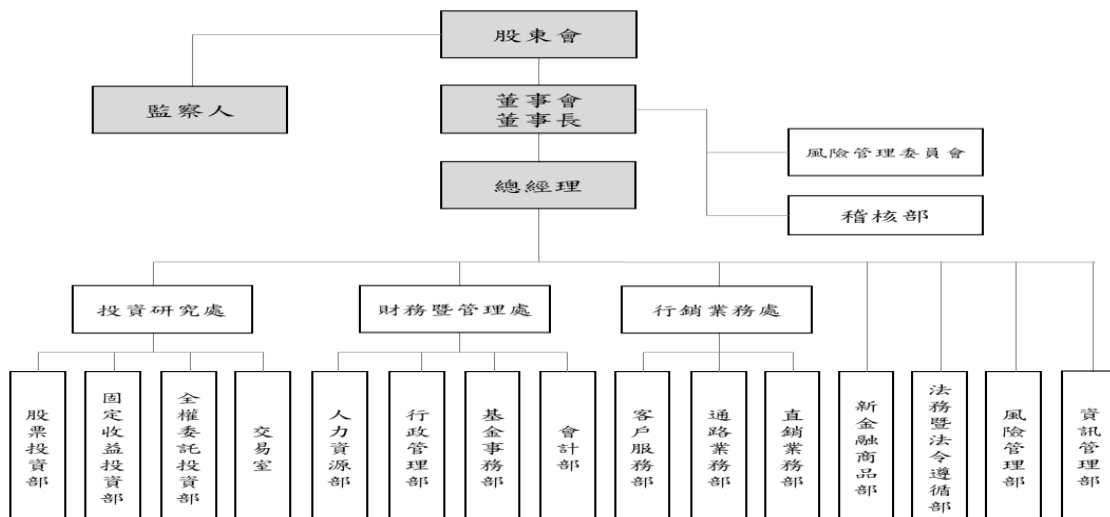 股東會
監察人
董事會
董事長
風險管理委員會
總經理
稽核部
投資研究處
財務暨管理處
行銷業務處
股票投資部
固定收益投資部
全權委託投資部
交易室
人力資源部
行政管理部
基金事務部
會計部
客戶服務部
通路業務部
直銷業務部
新金融商品部
法務暨法令遵循部
風險管理部
資訊管理部